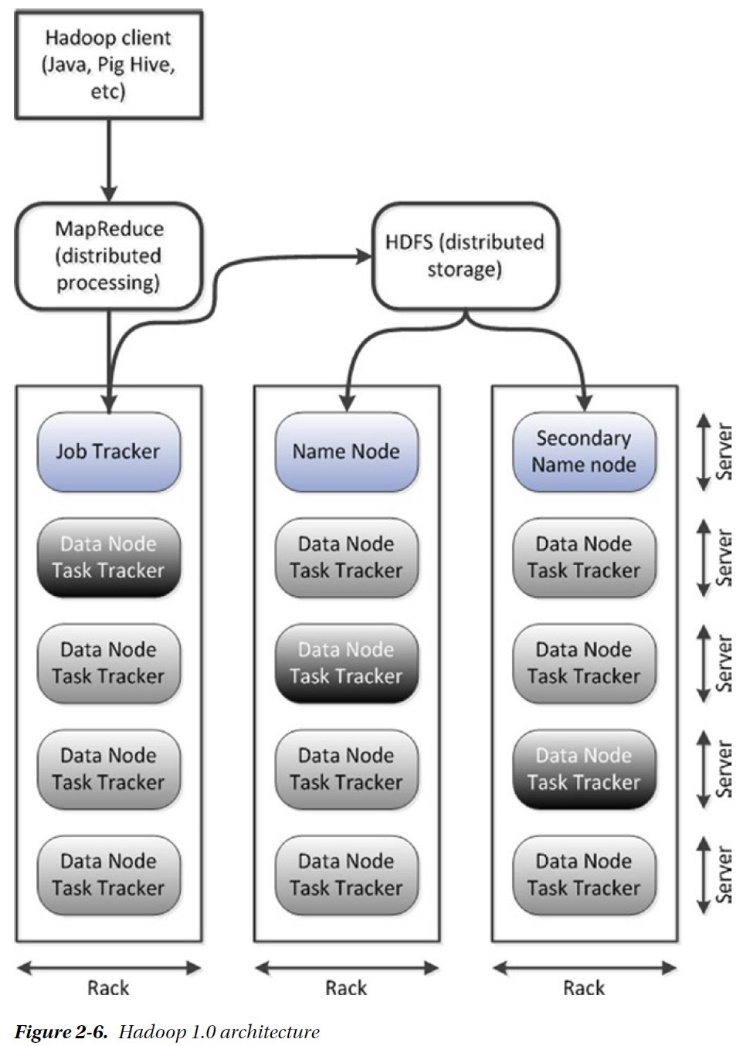 Hadoop client
(Java, Pig Hive,
etc)
MapReduce
(distributed
processing)
HDFS (distributed
storage)
Job Tracker
Name Node
Secondary
Name node
Server
Data Node
Task Tracker
Data Node
Task Tracker
Data Node
Task Tracker
Server
Data Node
Task Tracker
Data Node
Task Tracker
Data Node
Task Tracker
Server
Data Node
Task Tracker
Data Node
Task Tracker
Data Node
Task Tracker
Server
Data Node
Task Tracker
Data Node
Task Tracker
Data Node
Task Tracker
Server
Rack
Rack
Rack
Figure 2-6. Hadoop 1.0 architecture